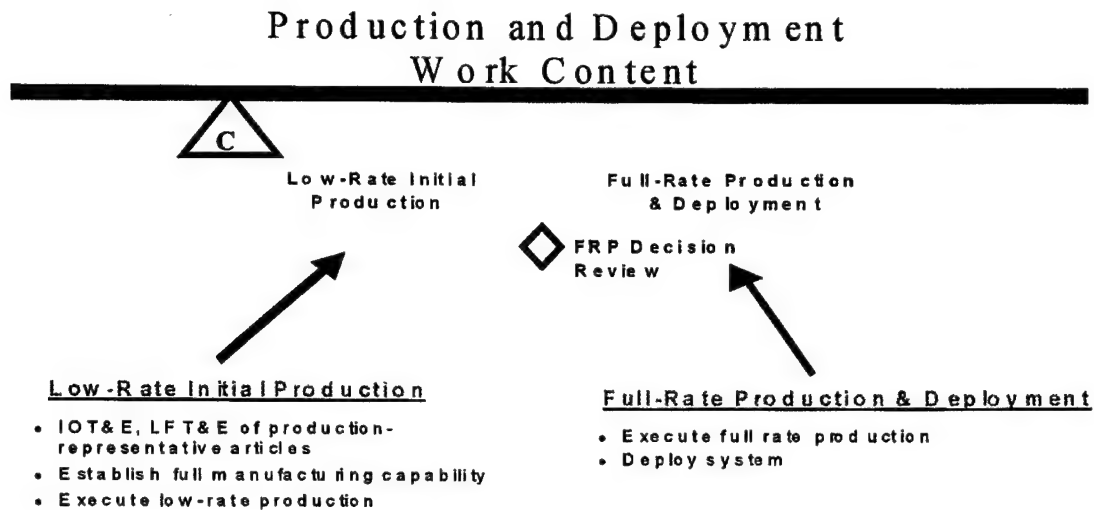 Production and Deployment
Work Content
C
Low-Rate Initial
Production
Full-Rate Production
& Deployment
FRP Decision
Review
Low-Rate Initial Production
• IOT&E, LFT&E of production-
representative articles
• Establish full manufacturing capability
• Execute low-rate production
Full-Rate Production & Deployment
• Execute full rate production
• Deploy system